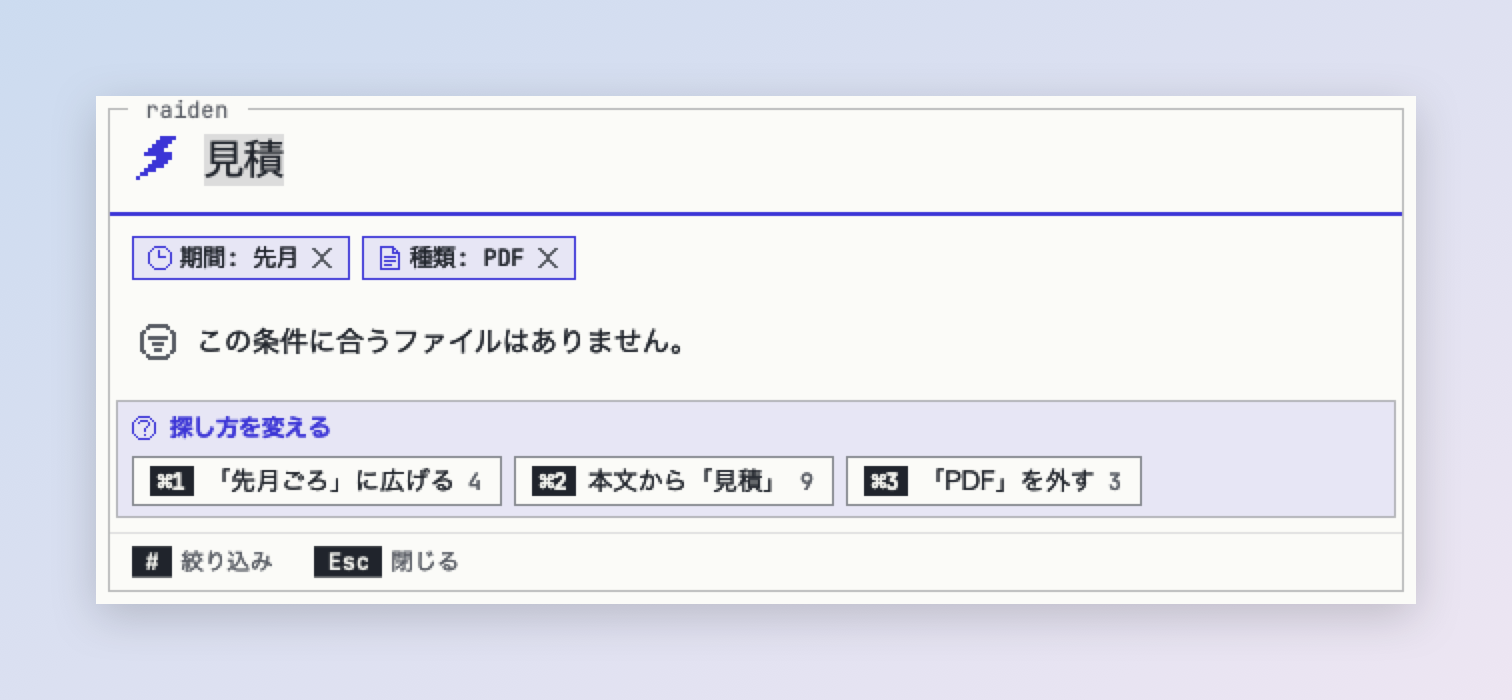 raiden
見積
期間: 先月 種類: PDF
この条件に合うファイルはありません。
探し方を変える
⌘1 「先月ごろ」に広げる 4 ⌘2 本文から「見積」 9 ⌘3 「PDF」を外す 3
# 絞り込み Esc 閉じる